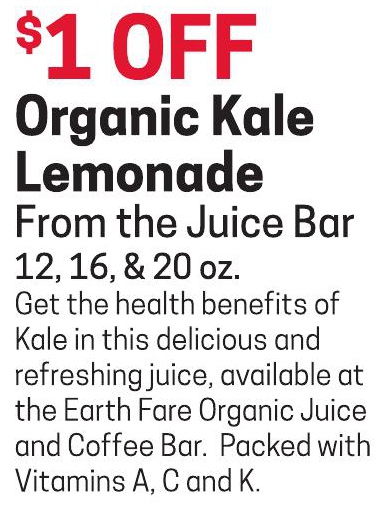 $1 OFF
Organic Kale
Lemonade
From the Juice Bar
12, 16, & 20 oz.
Get the health benefits of
Kale in this delicious and
refreshing juice, available at
the Earth Fare Organic Juice
and Coffee Bar.  Packed with
Vitamins A, C and K.